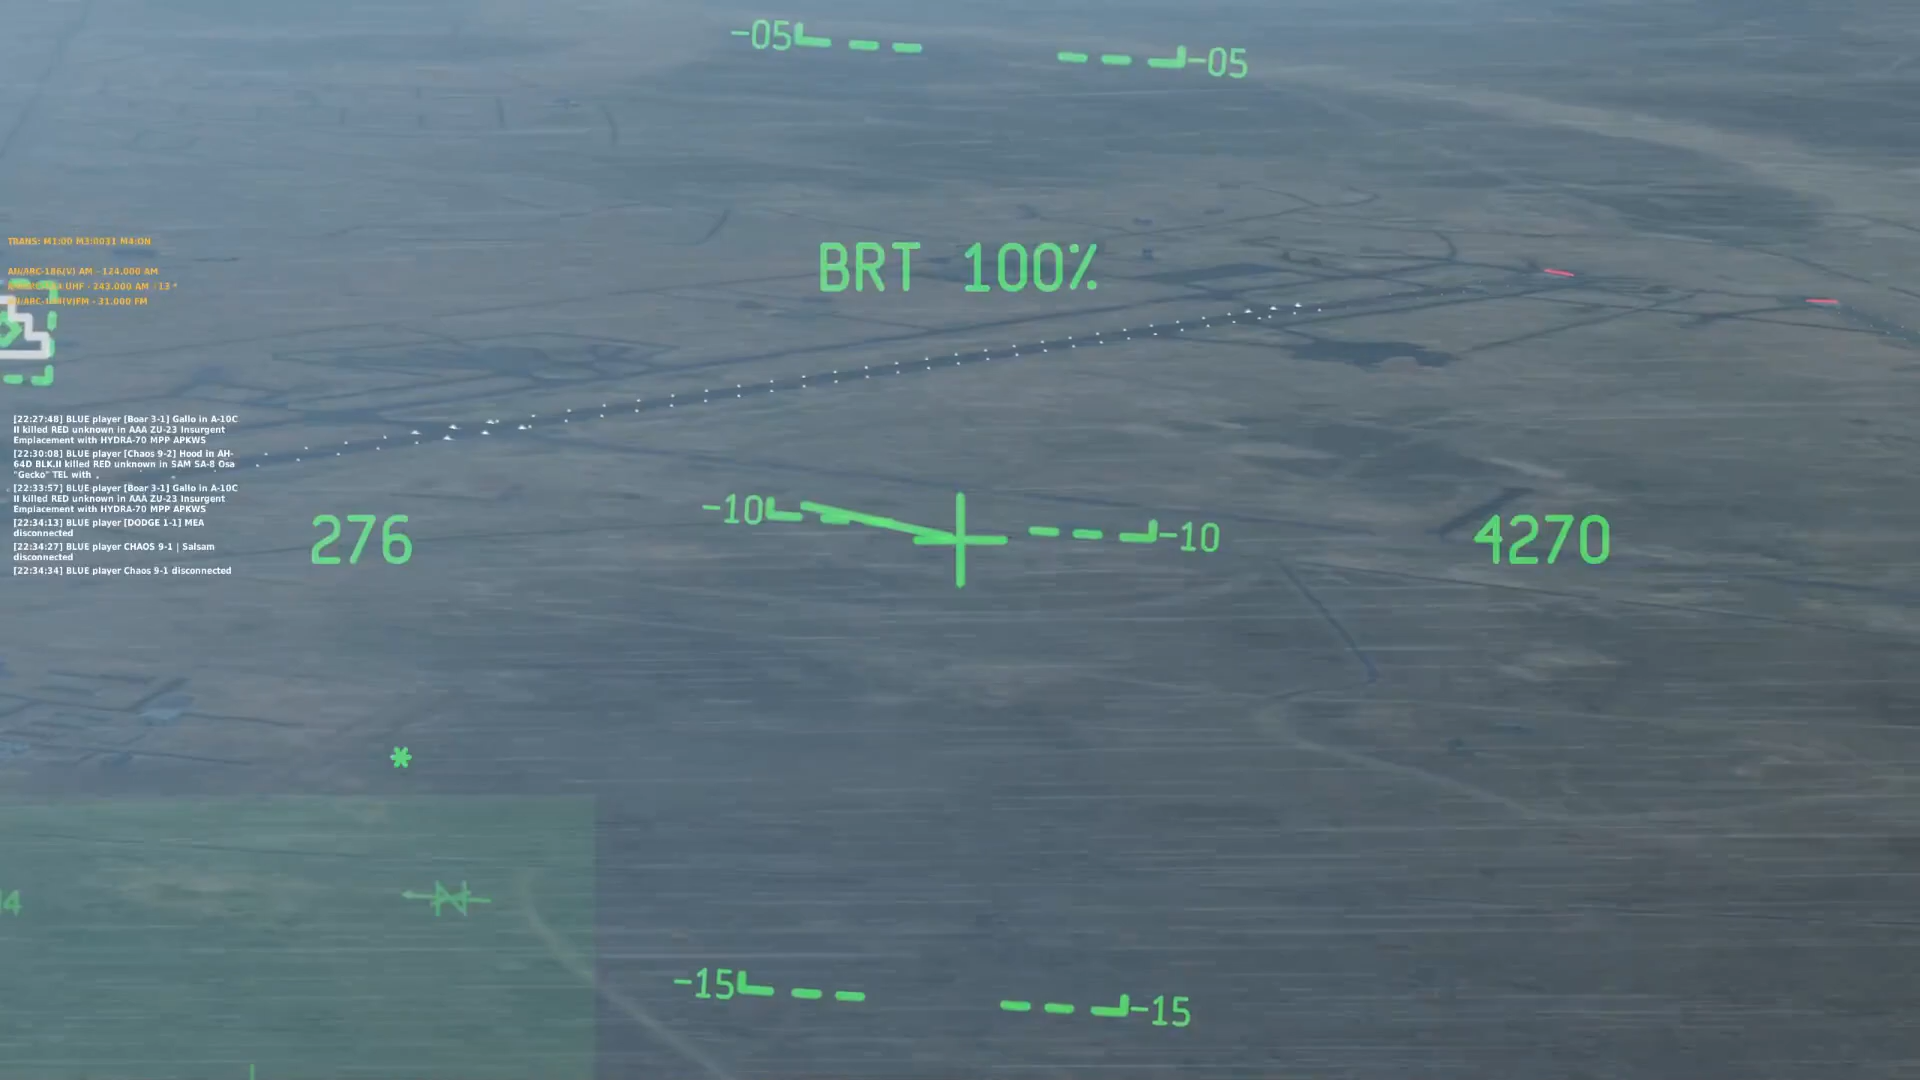 -05 -05
TRANS: M1:00 M3:0031 M4:ON
BRT 100%
AN/ARC-186(V) AM - 124.000 AM
UHF - 243.000 AM - 13 *
FM - 31.000 FM
[22:27:48] BLUE player [Boar 3-1] Gallo in A-10C
II killed RED unknown in AAA ZU-23 Insurgent
Emplacement with HYDRA-70 MPP APKWS
[22:30:08] BLUE player [Chaos 9-2] Hood in AH-
64D BLK.II killed RED unknown in SAM SA-8 Osa
"Gecko" TEL with .
[22:33:57] BLUE player [Boar 3-1] Gallo in A-10C
II killed RED unknown in AAA ZU-23 Insurgent
Emplacement with HYDRA-70 MPP APKWS
[22:34:13] BLUE player [DODGE 1-1] MEA
disconnected
[22:34:27] BLUE player CHAOS 9-1 | Salsam
disconnected
[22:34:34] BLUE player Chaos 9-1 disconnected
276
-10 -10
4270
*
N
-15 -15